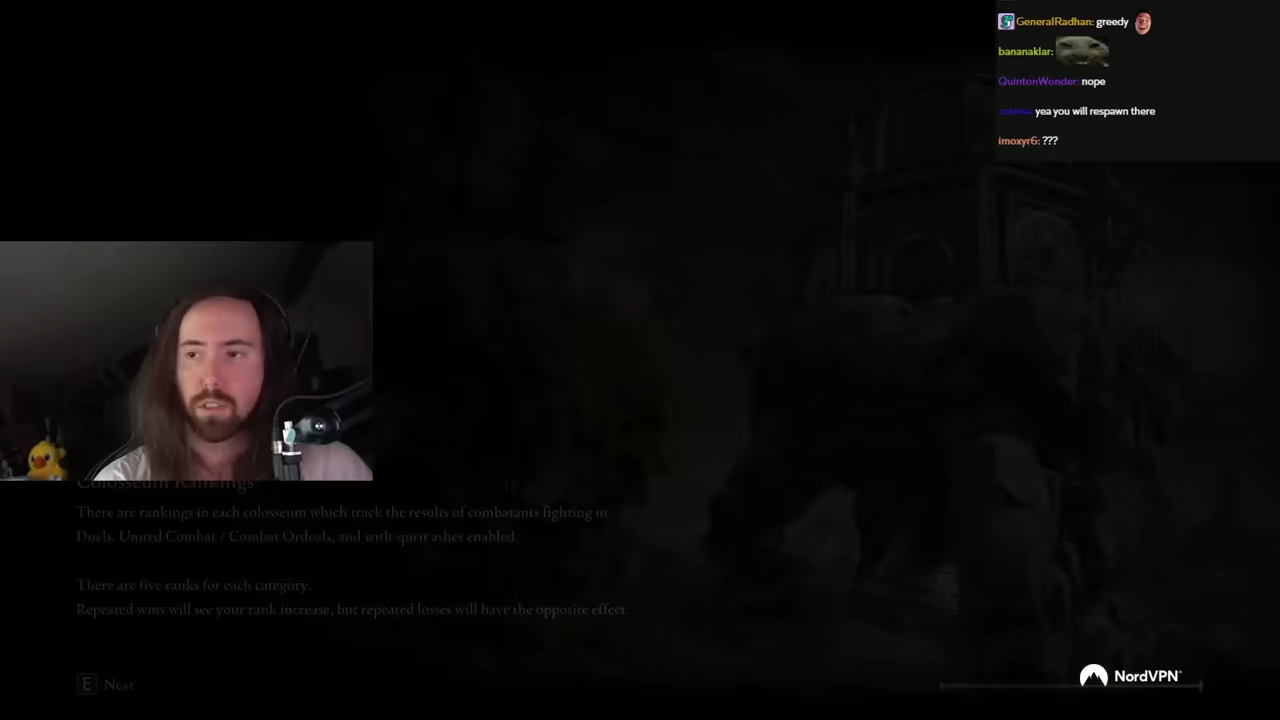 GeneralRadhan: greedy
bananaklar:
QuintonWonder: nope
yea you will respawn there
imoxyr6: ???
Colosseum Rankings
There are rankings in each colosseum which track the results of combatants fighting in
Duels, United Combat / Combat Ordeals, and with spirit ashes enabled.
There are five ranks for each category.
Repeated wins will see your rank increase, but repeated losses will have the opposite effect.
E Next
NordVPN